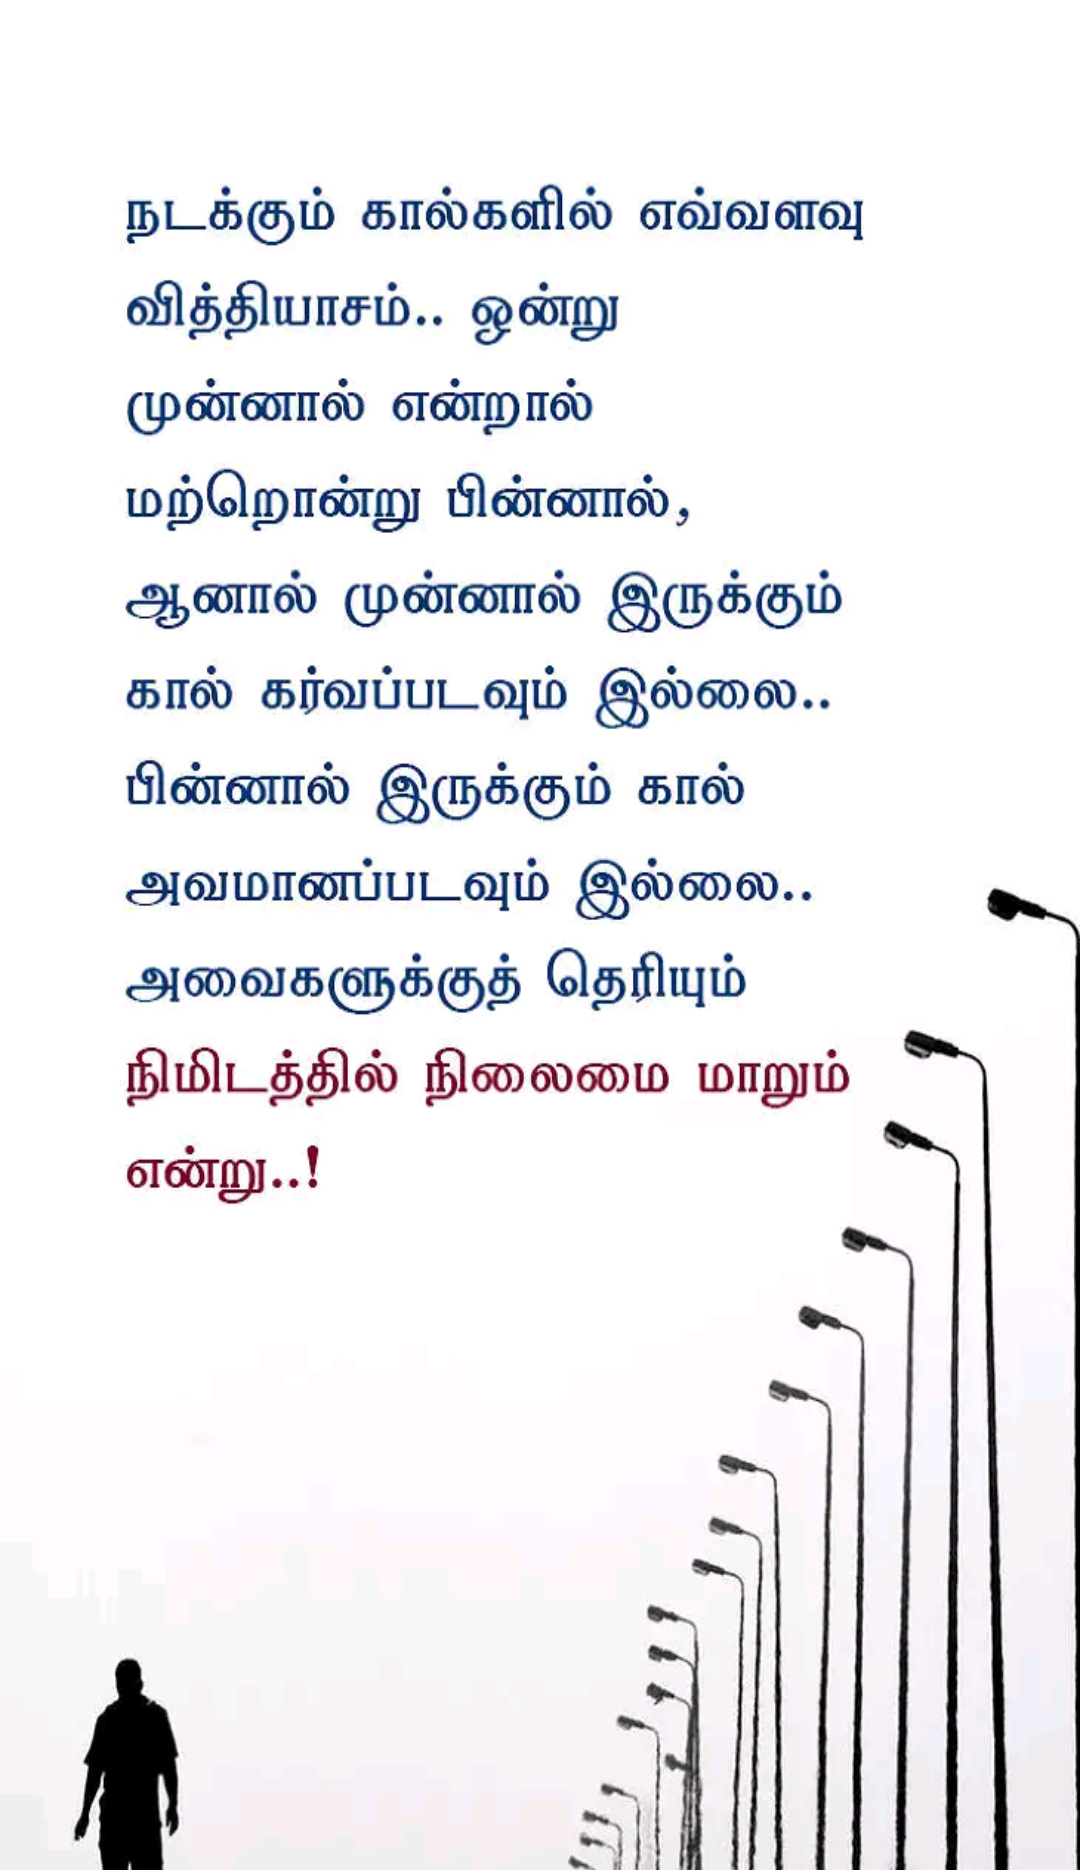 நடக்கும் கால்களில் எவ்வளவு
வித்தியாசம்.. ஒன்று
முன்னால் என்றால்
மற்றொன்று பின்னால்,
ஆனால் முன்னால் இருக்கும்
கால் கர்வப்படவும் இல்லை..
பின்னால் இருக்கும் கால்
அவமானப்படவும் இல்லை..
அவைகளுக்குத் தெரியும்
நிமிடத்தில் நிலைமை மாறும்
என்று..!